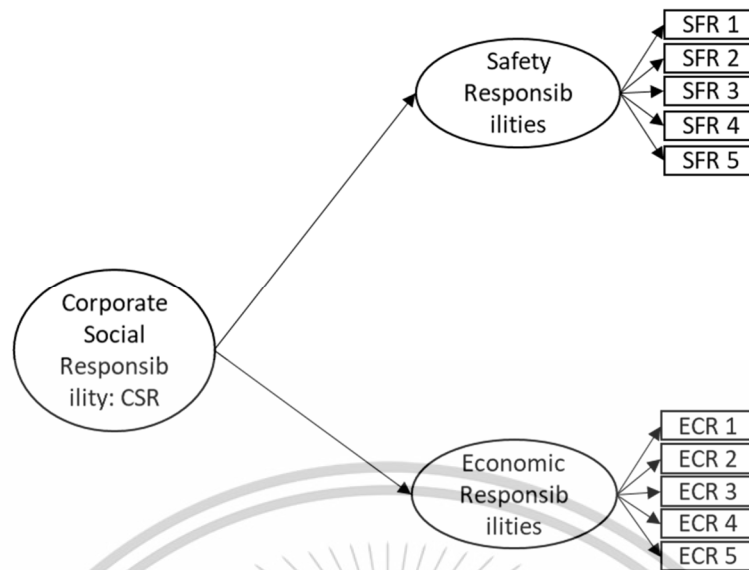 Safety
Responsib
ilities
SFR 1
SFR 2
SFR 3
SFR 4
SFR 5
Corporate
Social
Responsib
ility: CSR
Economic
Responsib
ilities
ECR 1
ECR 2
ECR 3
ECR 4
ECR 5